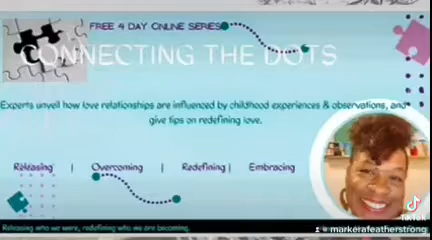 FREE 4 DAY ONLINE SERIES
CONNECTING THE DOTS
Experts unveil how love relationships are influenced by childhood experiences & observations, and
give tips on redefining love.
Releasing | Overcoming | Redefining | Embracing
TikTok
Releasing who we were, redefining who we are becoming.
markerafeatherstrong